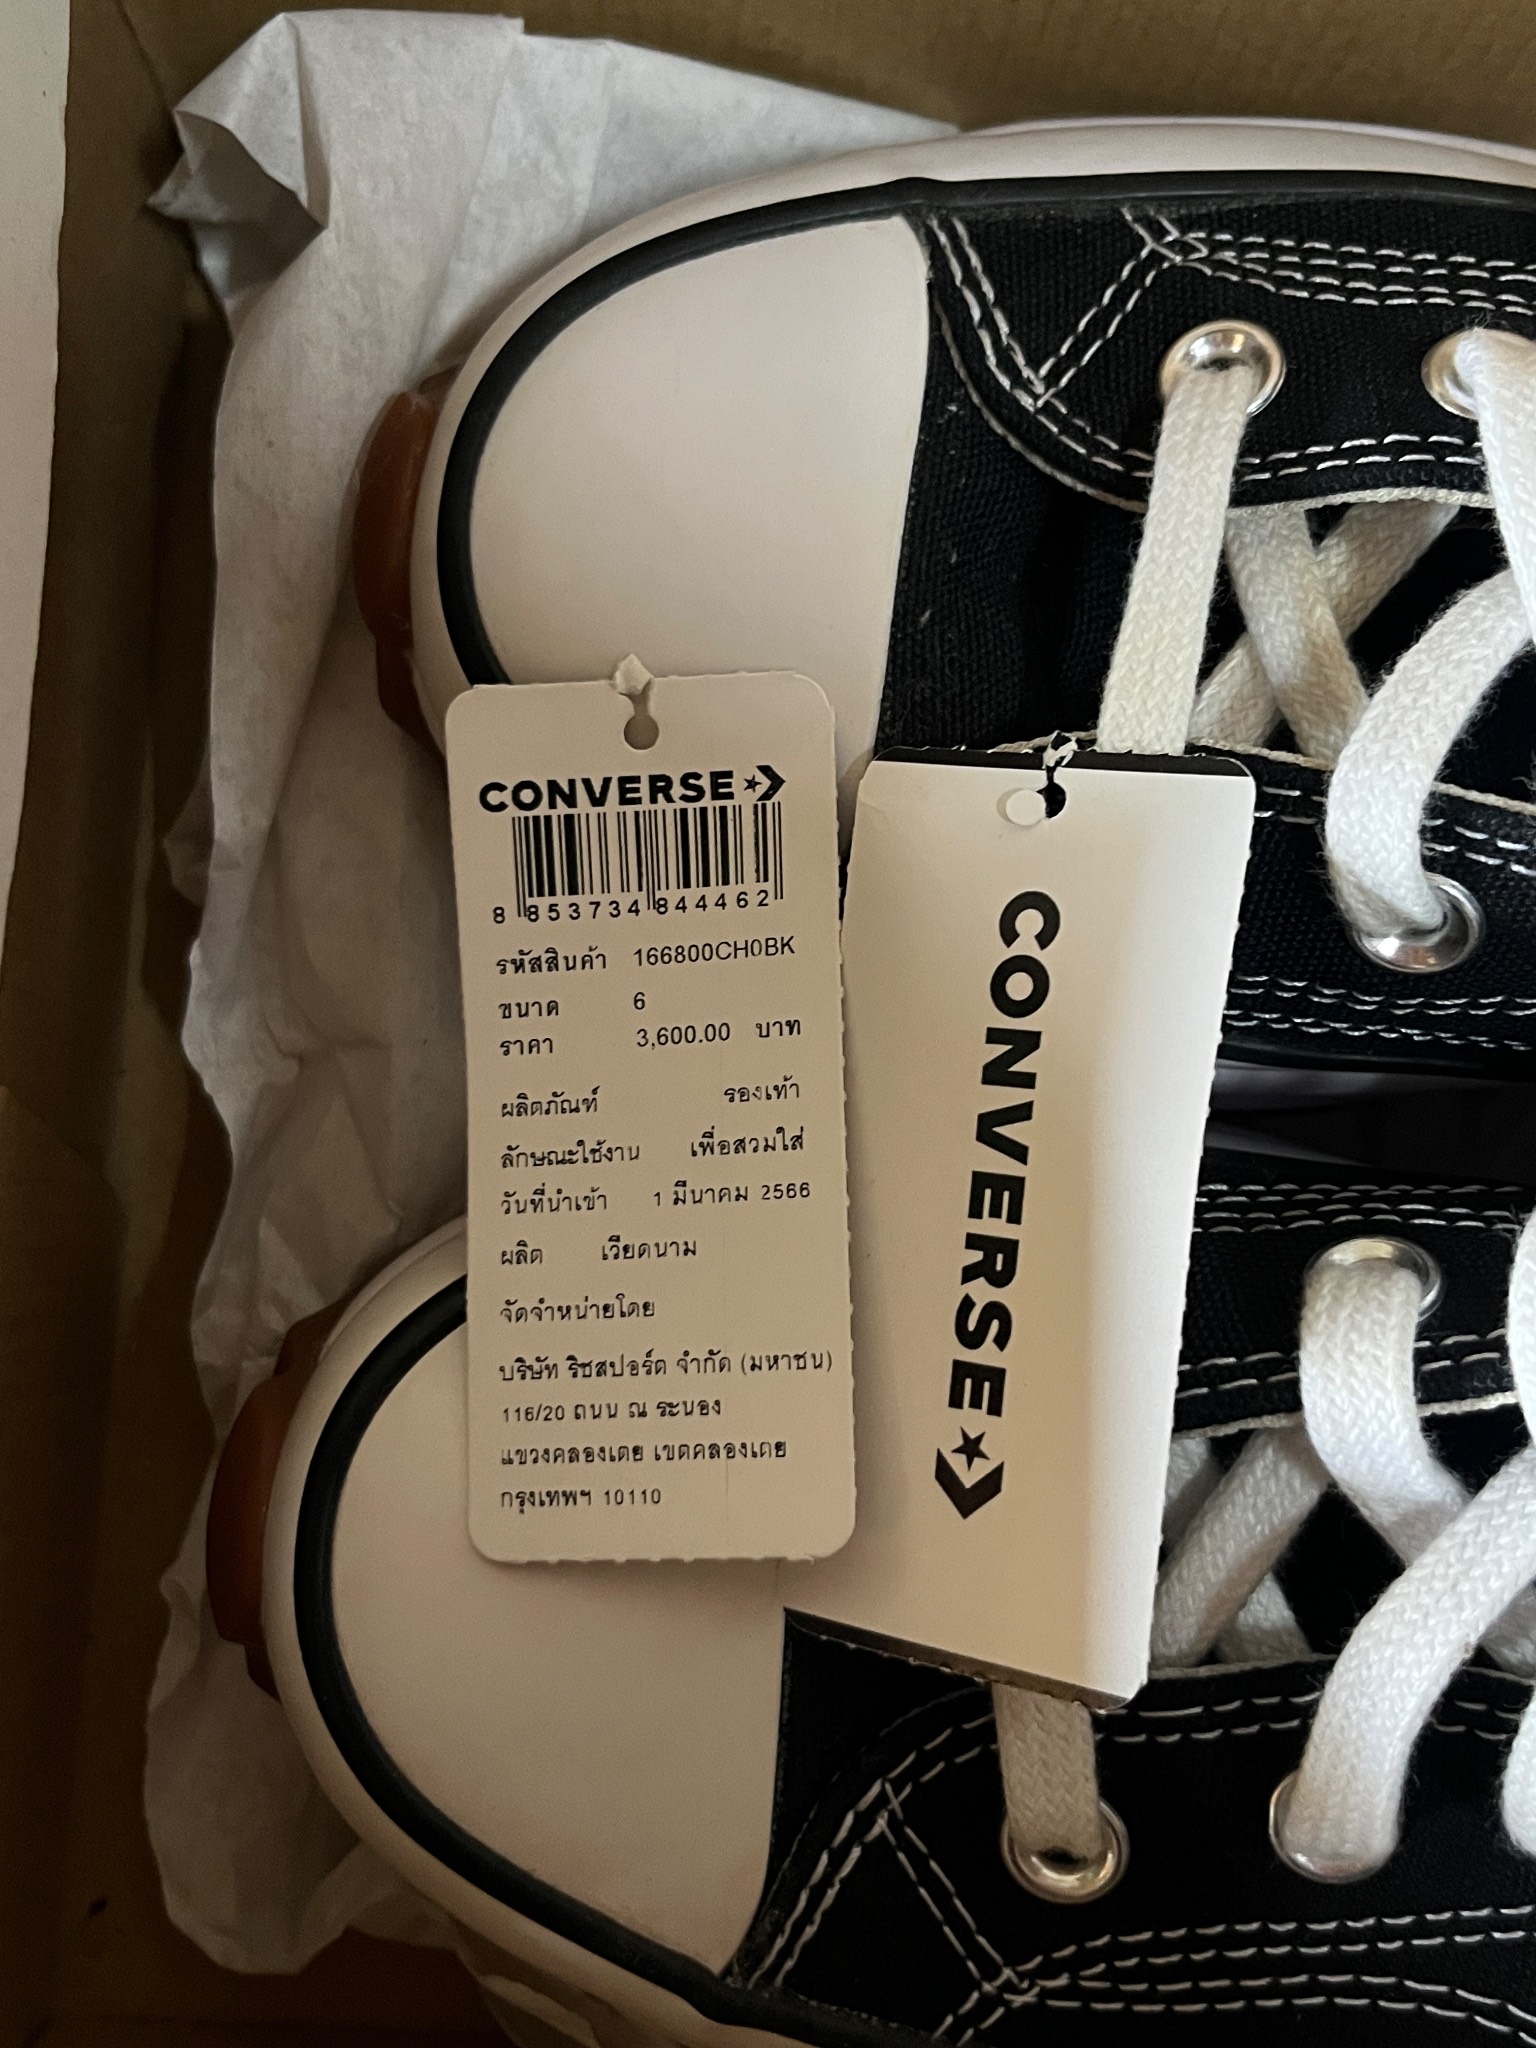 CONVERSE
8 853734 844462
รหัสสินค้า 166800CH0BK
ขนาด 6
ราคา 3,600.00 บาท
ผลิตภัณฑ์ รองเท้า
ลักษณะใช้งาน เพื่อสวมใส่
วันที่นำเข้า 1 มีนาคม 2566
ผลิต เวียดนาม
จัดจำหน่ายโดย
บริษัท ริชสปอร์ต จำกัด (มหาชน)
116/20 ถนน ณ ระนอง
แขวงคลองเตย เขตคลองเตย
กรุงเทพฯ 10110
CONVERSE